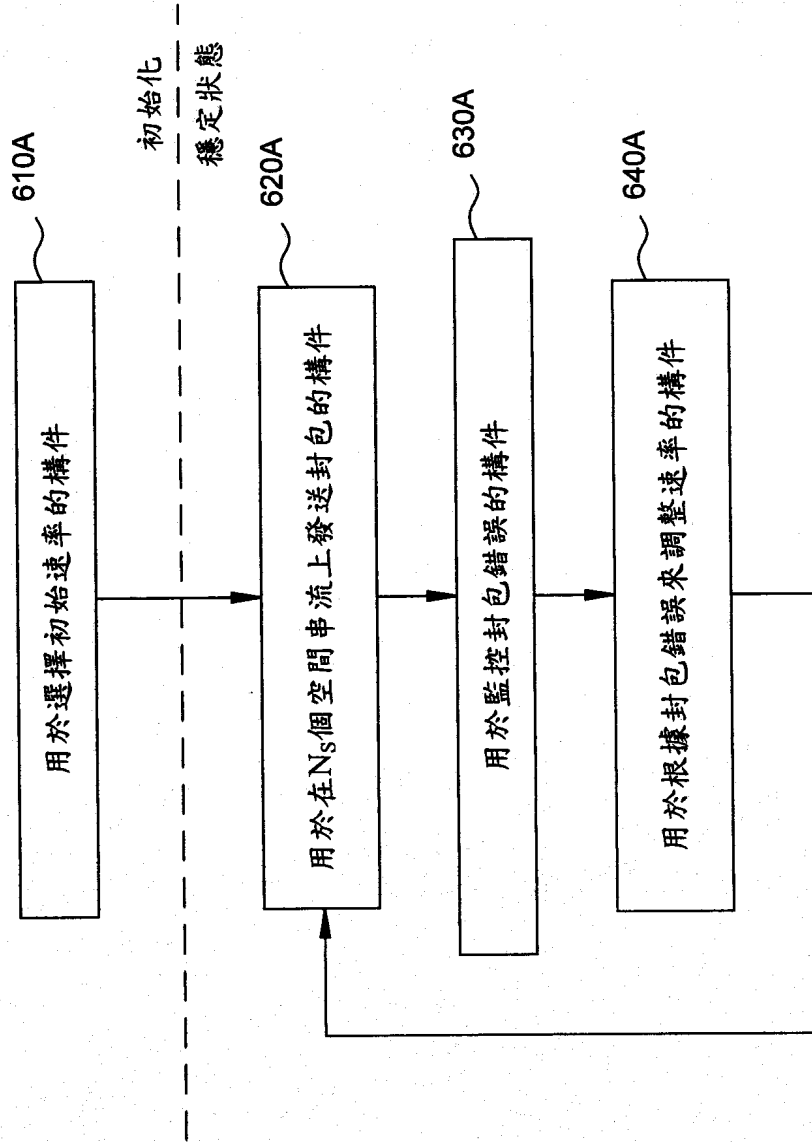 610A
用於選擇初始速率的構件
初始化
穩定狀態
620A
用於在N<sub>S</sub>個空間串流上發送封包的構件
630A
用於監控封包錯誤的構件
640A
用於根據封包錯誤來調整速率的構件